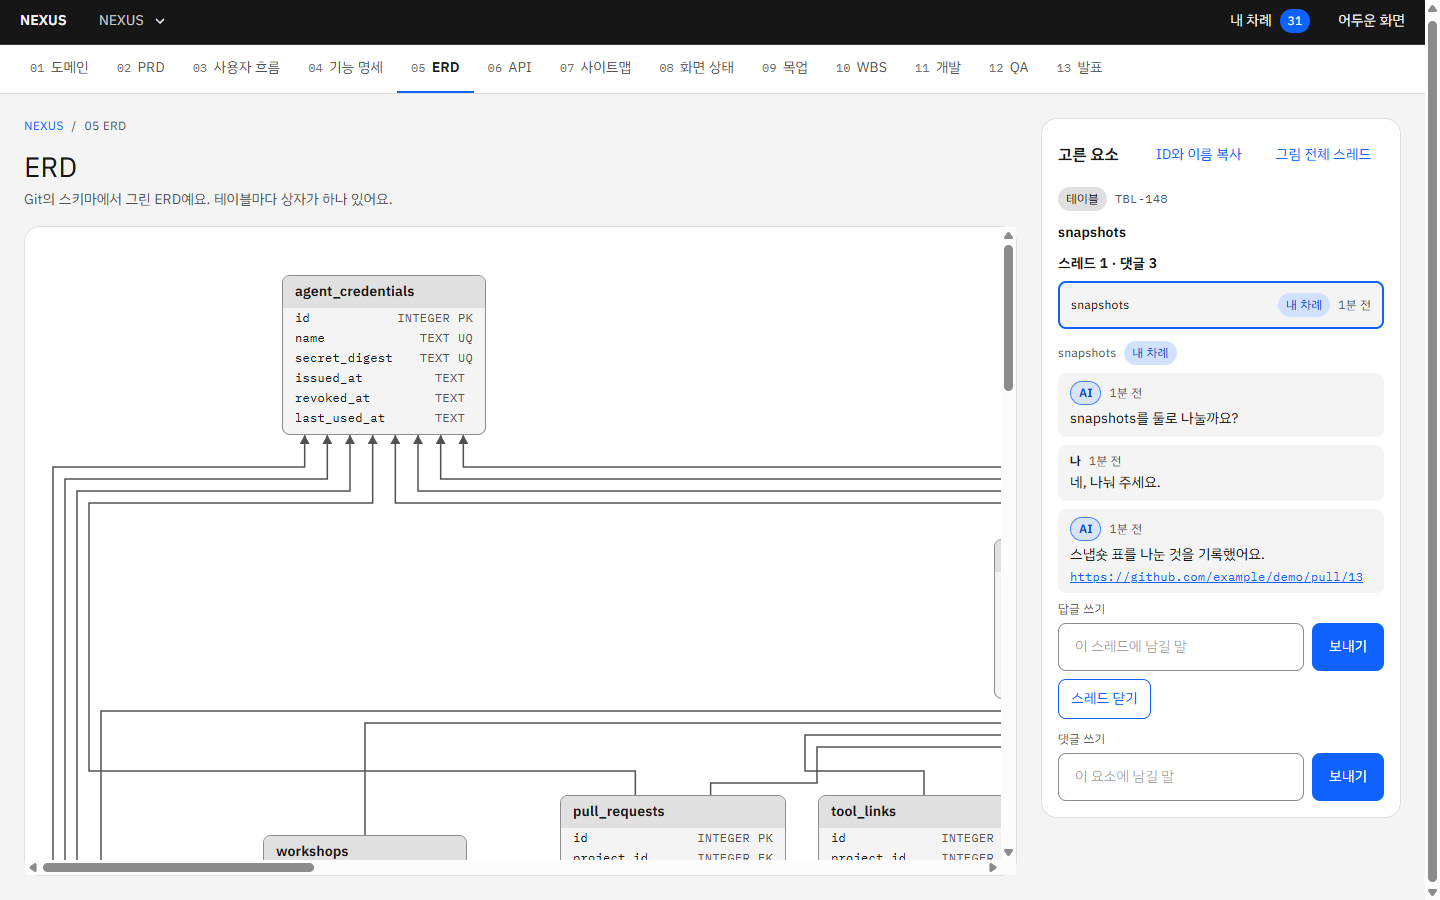 NEXUS NEXUS 내 차례 31 어두운 화면
01 도메인 02 PRD 03 사용자 흐름 04 기능 명세 05 ERD 06 API 07 사이트맵 08 화면 상태 09 목업 10 WBS 11 개발 12 QA 13 발표
NEXUS / 05 ERD
ERD
Git의 스키마에서 그린 ERD예요. 테이블마다 상자가 하나 있어요.
agent_credentials
id INTEGER PK
name TEXT UQ
secret_digest TEXT UQ
issued_at TEXT
revoked_at TEXT
last_used_at TEXT
pull_requests
id INTEGER PK
project_id INTEGER FK
tool_links
id INTEGER
project_id INTEGER
workshops
고른 요소 ID와 이름 복사 그림 전체 스레드
테이블 TBL-148
snapshots
스레드 1 · 댓글 3
snapshots 내 차례 1분 전
snapshots 내 차례
AI 1분 전
snapshots를 둘로 나눌까요?
나 1분 전
네, 나눠 주세요.
AI 1분 전
스냅숏 표를 나눈 것을 기록했어요.
https://github.com/example/demo/pull/13
답글 쓰기
이 스레드에 남길 말 보내기
스레드 닫기
댓글 쓰기
이 요소에 남길 말 보내기